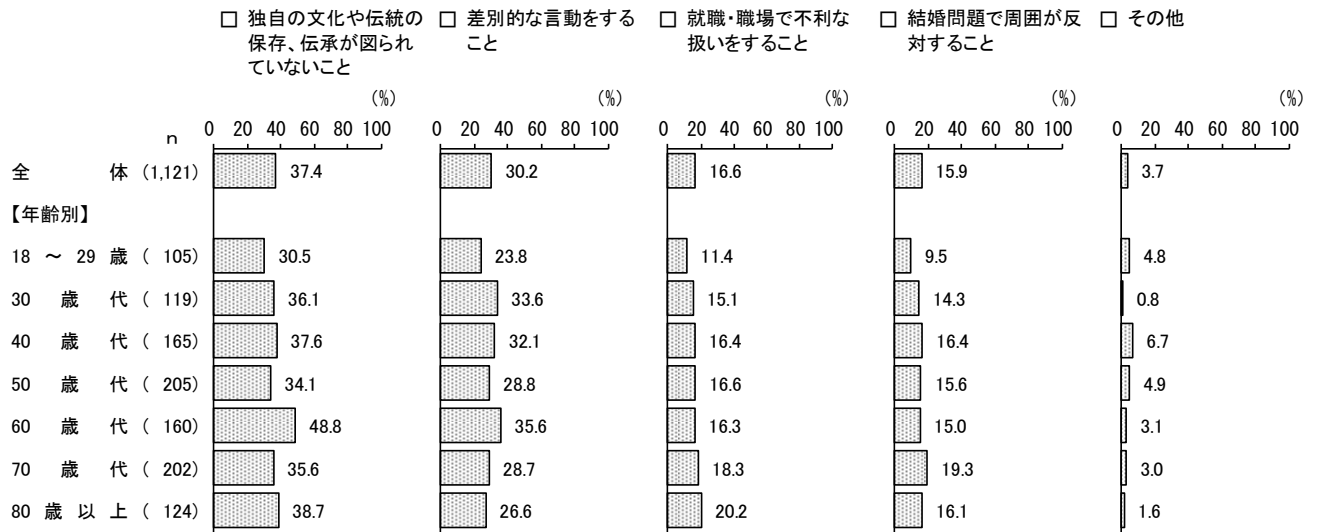 □ 独自の文化や伝統の保存、伝承が図られていないこと
□ 差別的な言動をすること
□ 就職・職場で不利な扱いをすること
□ 結婚問題で周囲が反対すること
□ その他
(%) (%) (%) (%) (%)
n 0 20 40 60 80 100 0 20 40 60 80 100 0 20 40 60 80 100 0 20 40 60 80 100 0 20 40 60 80 100
全体 (1,121) 37.4 30.2 16.6 15.9 3.7
【年齢別】
18 ～ 29 歳 ( 105) 30.5 23.8 11.4 9.5 4.8
30 歳 代 ( 119) 36.1 33.6 15.1 14.3 0.8
40 歳 代 ( 165) 37.6 32.1 16.4 16.4 6.7
50 歳 代 ( 205) 34.1 28.8 16.6 15.6 4.9
60 歳 代 ( 160) 48.8 35.6 16.3 15.0 3.1
70 歳 代 ( 202) 35.6 28.7 18.3 19.3 3.0
80 歳 以 上 ( 124) 38.7 26.6 20.2 16.1 1.6